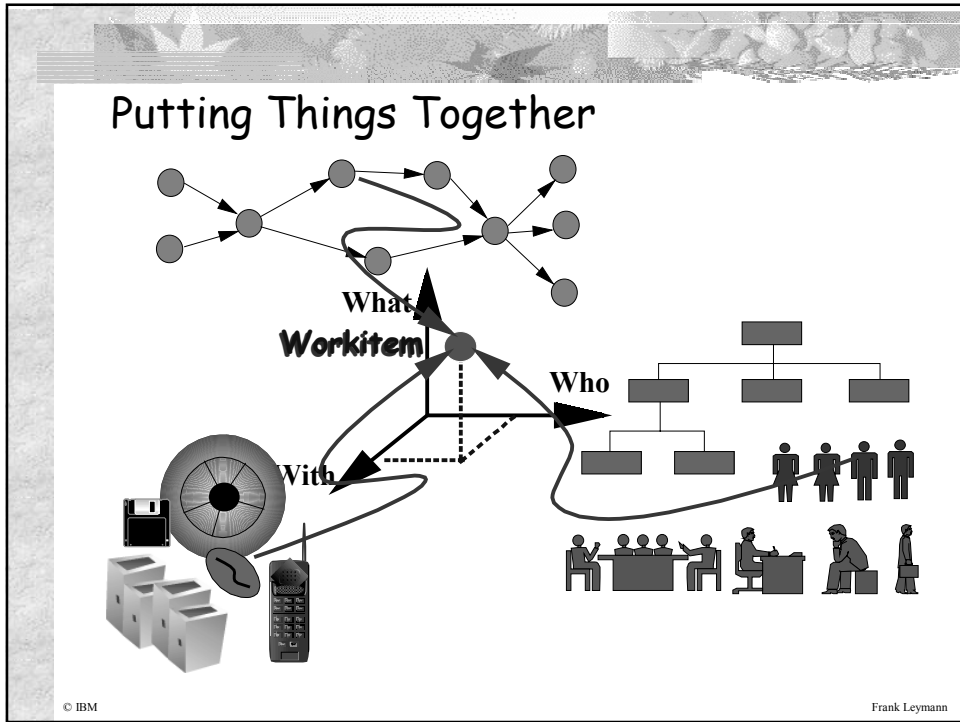 Putting Things Together
What
Workitem
Who
With
© IBM
Frank Leymann